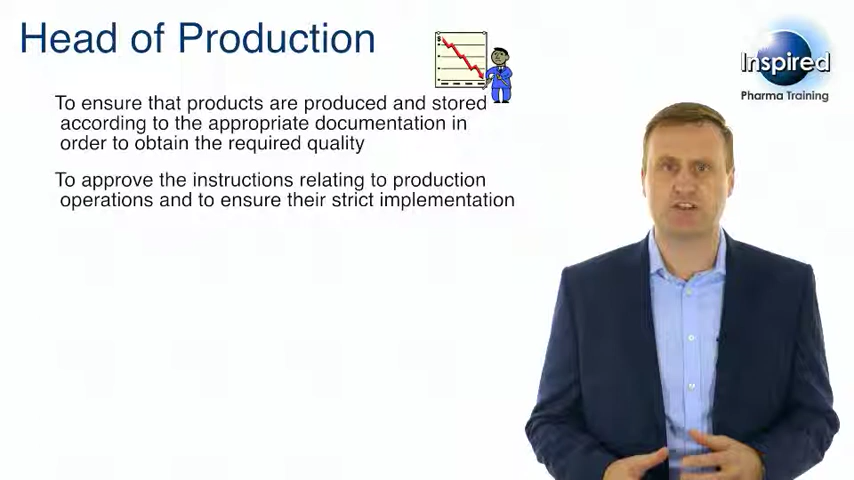 Head of Production
$
Inspired
Pharma Training
To ensure that products are produced and stored
according to the appropriate documentation in
order to obtain the required quality
To approve the instructions relating to production
operations and to ensure their strict implementation